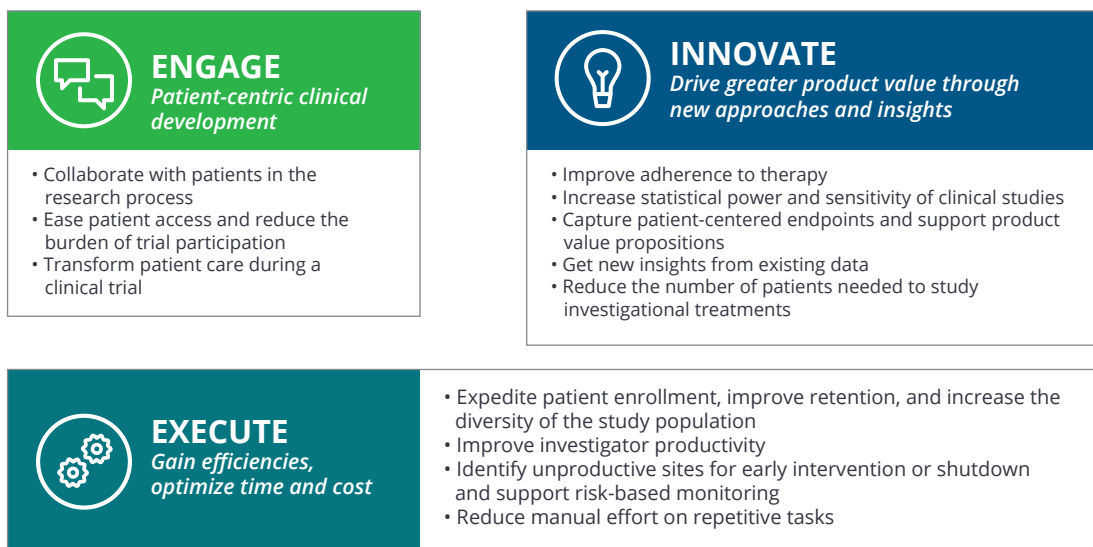 ENGAGE
Patient-centric clinical
development
• Collaborate with patients in the
research process
• Ease patient access and reduce the
burden of trial participation
• Transform patient care during a
clinical trial
INNOVATE
Drive greater product value through
new approaches and insights
• Improve adherence to therapy
• Increase statistical power and sensitivity of clinical studies
• Capture patient-centered endpoints and support product
value propositions
• Get new insights from existing data
• Reduce the number of patients needed to study
investigational treatments
EXECUTE
Gain efficiencies,
optimize time and cost
• Expedite patient enrollment, improve retention, and increase the
diversity of the study population
• Improve investigator productivity
• Identify unproductive sites for early intervention or shutdown
and support risk-based monitoring
• Reduce manual effort on repetitive tasks